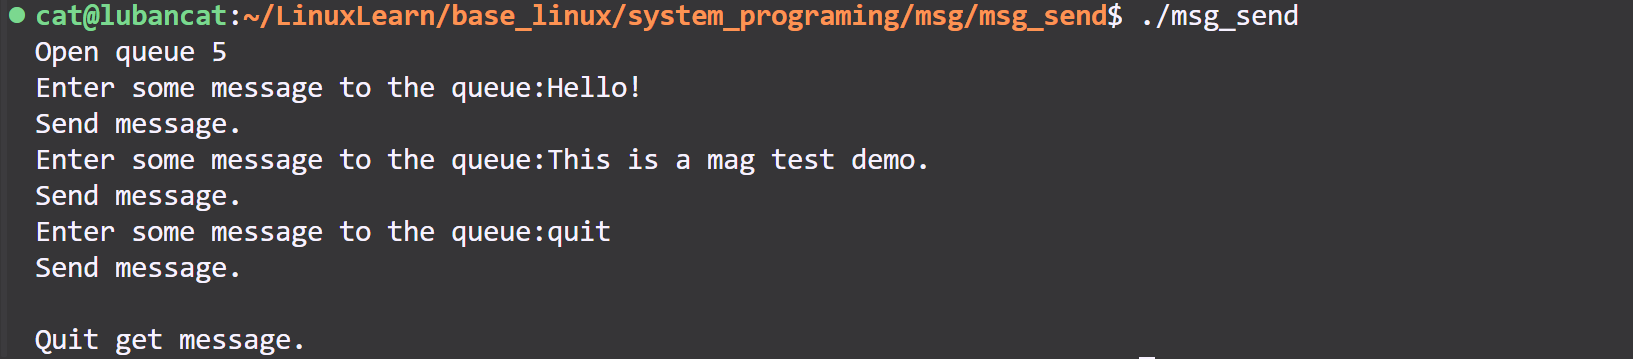 cat@lubancat:~/LinuxLearn/base_linux/system_programing/msg/msg_send$ ./msg_send
Open queue 5
Enter some message to the queue:Hello!
Send message.
Enter some message to the queue:This is a mag test demo.
Send message.
Enter some message to the queue:quit
Send message.
Quit get message.